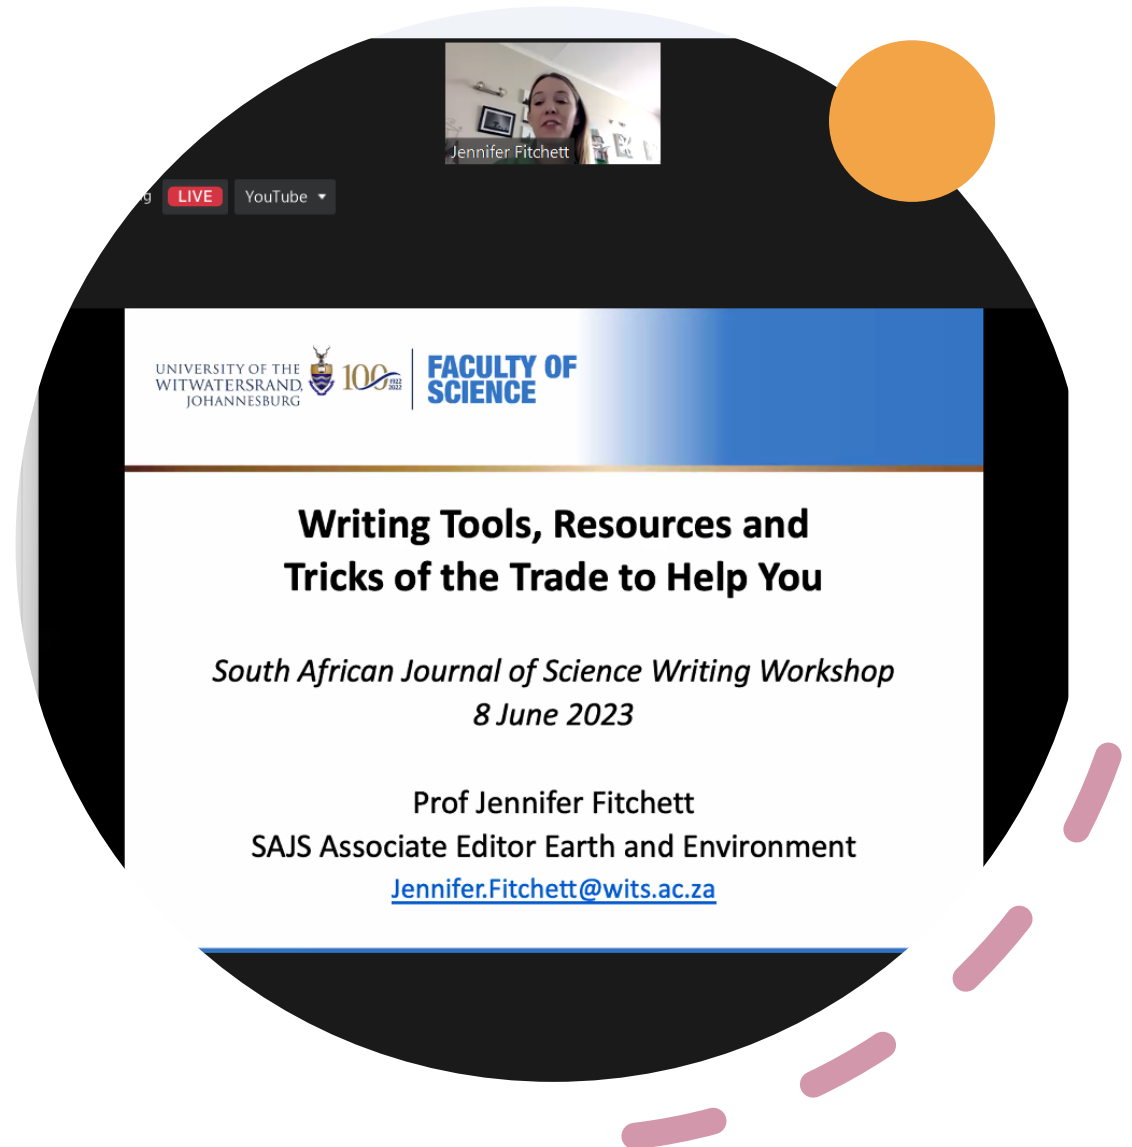 Jennifer Fitchett
LIVE
YouTube
UNIVERSITY OF THE
WITWATERSRAND,
JOHANNESBURG
100
1922
2022
FACULTY OF
SCIENCE
Writing Tools, Resources and
Tricks of the Trade to Help You
South African Journal of Science Writing Workshop
8 June 2023
Prof Jennifer Fitchett
SAJS Associate Editor Earth and Environment
Jennifer.Fitchett@wits.ac.za